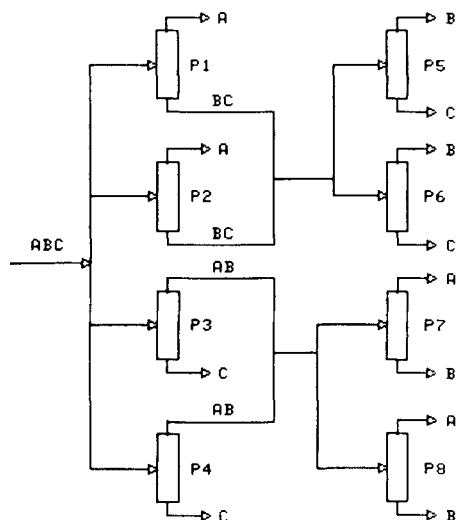 A B
P1 P5
BC C
A B
P2 P6
ABC BC C
AB A
P3 P7
C B
AB A
P4 P8
C B